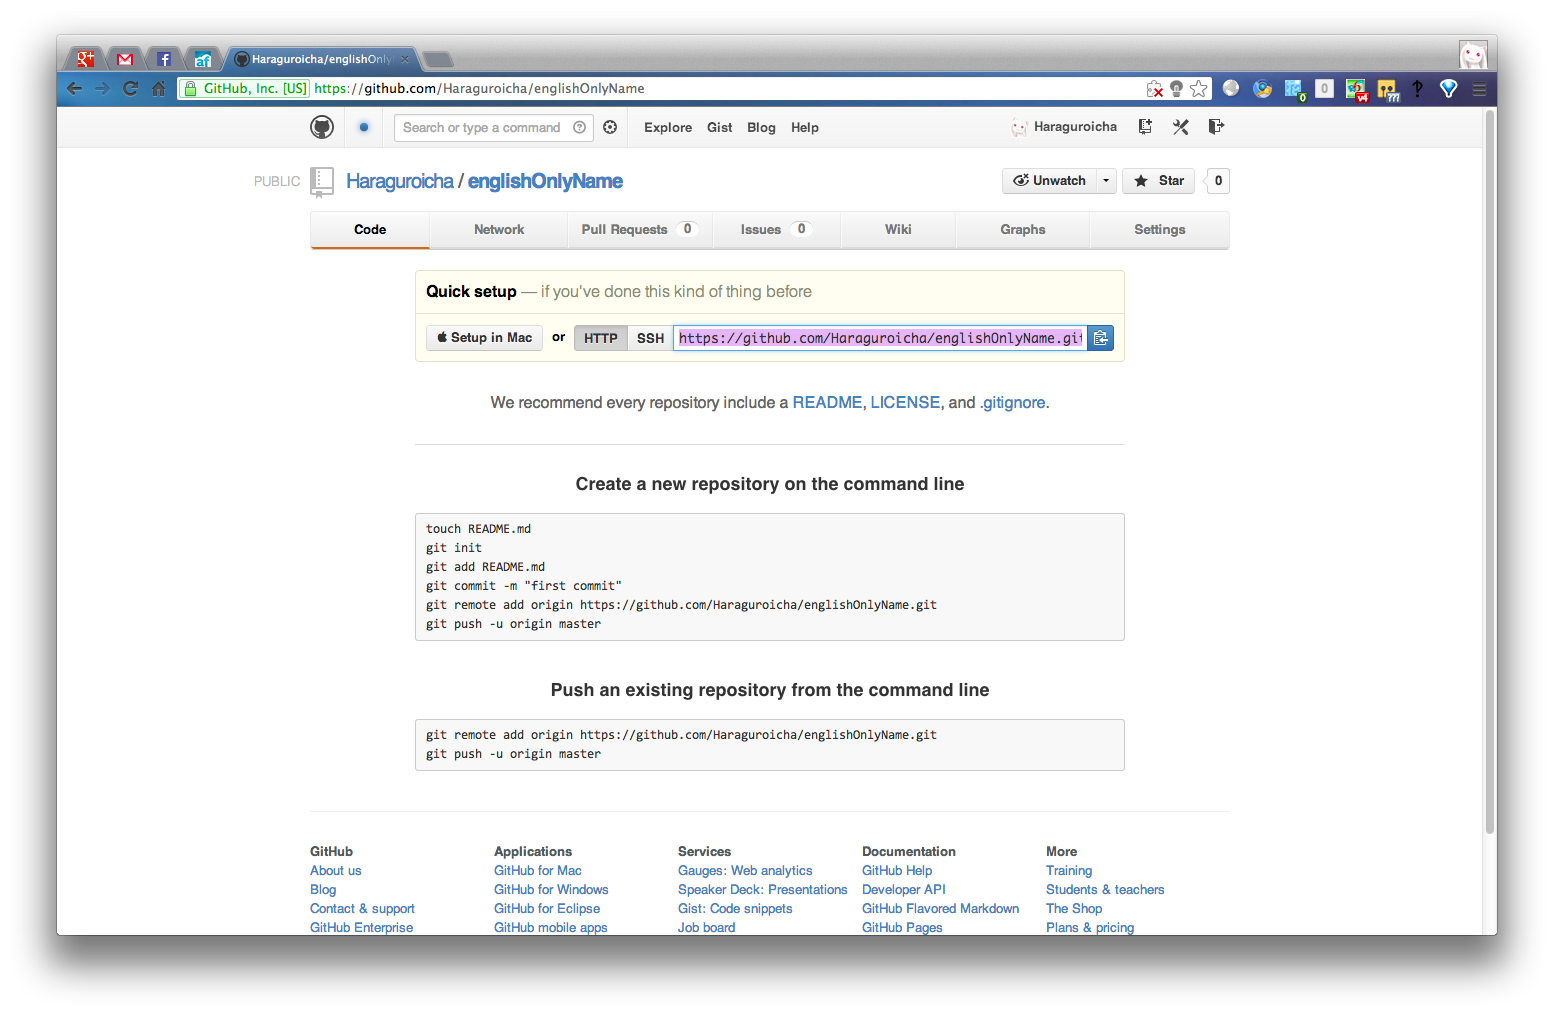 Haraguroicha/englishOnly
GitHub, Inc. [US] https://github.com/Haraguroicha/englishOnlyName
Search or type a command
Explore Gist Blog Help
Haraguroicha
PUBLIC Haraguroicha / englishOnlyName
Unwatch Star 0
Code Network Pull Requests 0 Issues 0 Wiki Graphs Settings
Quick setup — if you've done this kind of thing before
Setup in Mac or HTTP SSH https://github.com/Haraguroicha/englishOnlyName.git
We recommend every repository include a README, LICENSE, and .gitignore.
Create a new repository on the command line
touch README.md
git init
git add README.md
git commit -m "first commit"
git remote add origin https://github.com/Haraguroicha/englishOnlyName.git
git push -u origin master
Push an existing repository from the command line
git remote add origin https://github.com/Haraguroicha/englishOnlyName.git
git push -u origin master
GitHub Applications Services Documentation More
About us GitHub for Mac Gauges: Web analytics GitHub Help Training
Blog GitHub for Windows Speaker Deck: Presentations Developer API Students & teachers
Contact & support GitHub for Eclipse Gist: Code snippets GitHub Flavored Markdown The Shop
GitHub Enterprise GitHub mobile apps Job board GitHub Pages Plans & pricing